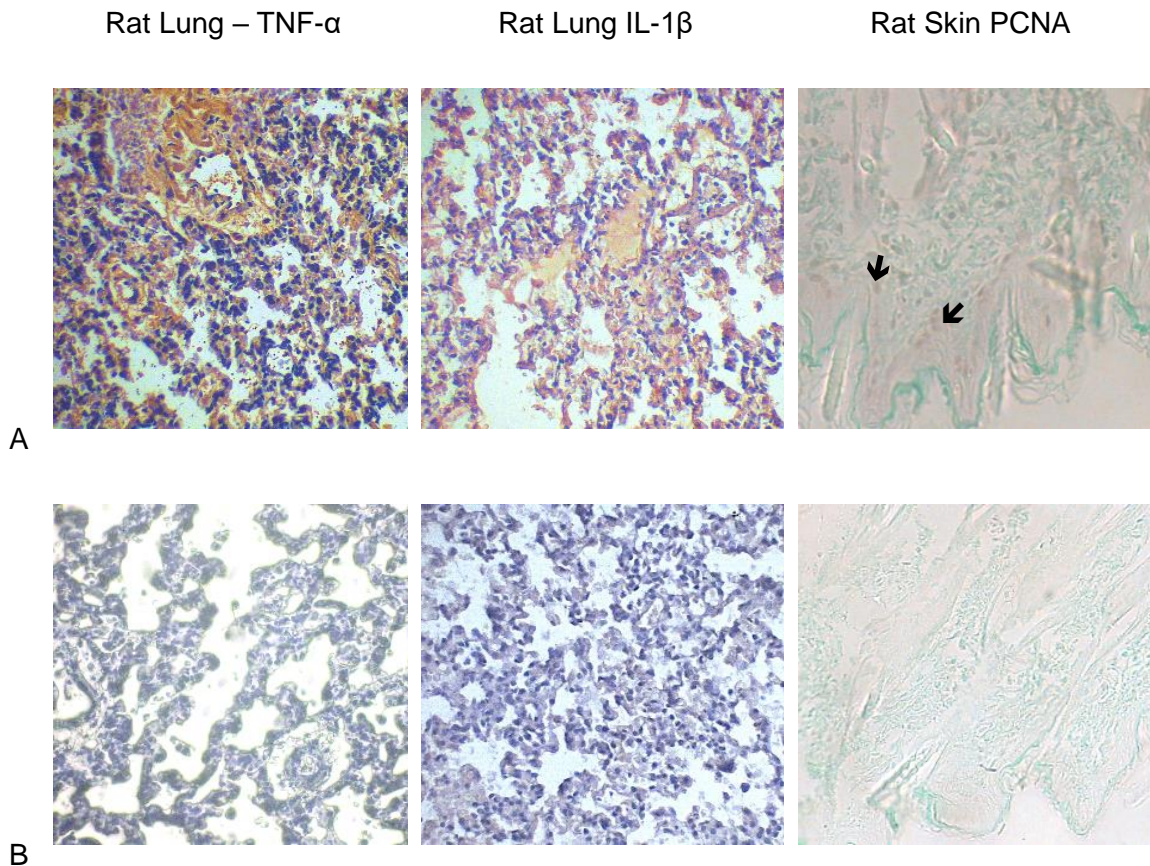 Rat Lung – TNF-α
Rat Lung IL-1β
Rat Skin PCNA
A
B